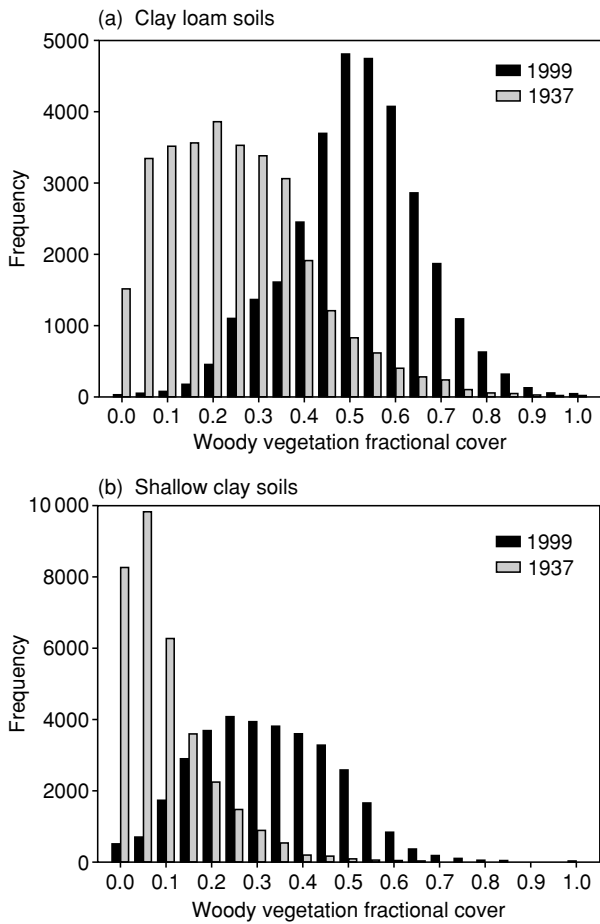 (a) Clay loam soils
5000
4000
3000
2000
1000
0
Frequency
1999
1937
0.0 0.1 0.2 0.3 0.4 0.5 0.6 0.7 0.8 0.9 1.0
Woody vegetation fractional cover
(b) Shallow clay soils
10 000
8000
6000
4000
2000
0
Frequency
1999
1937
0.0 0.1 0.2 0.3 0.4 0.5 0.6 0.7 0.8 0.9 1.0
Woody vegetation fractional cover